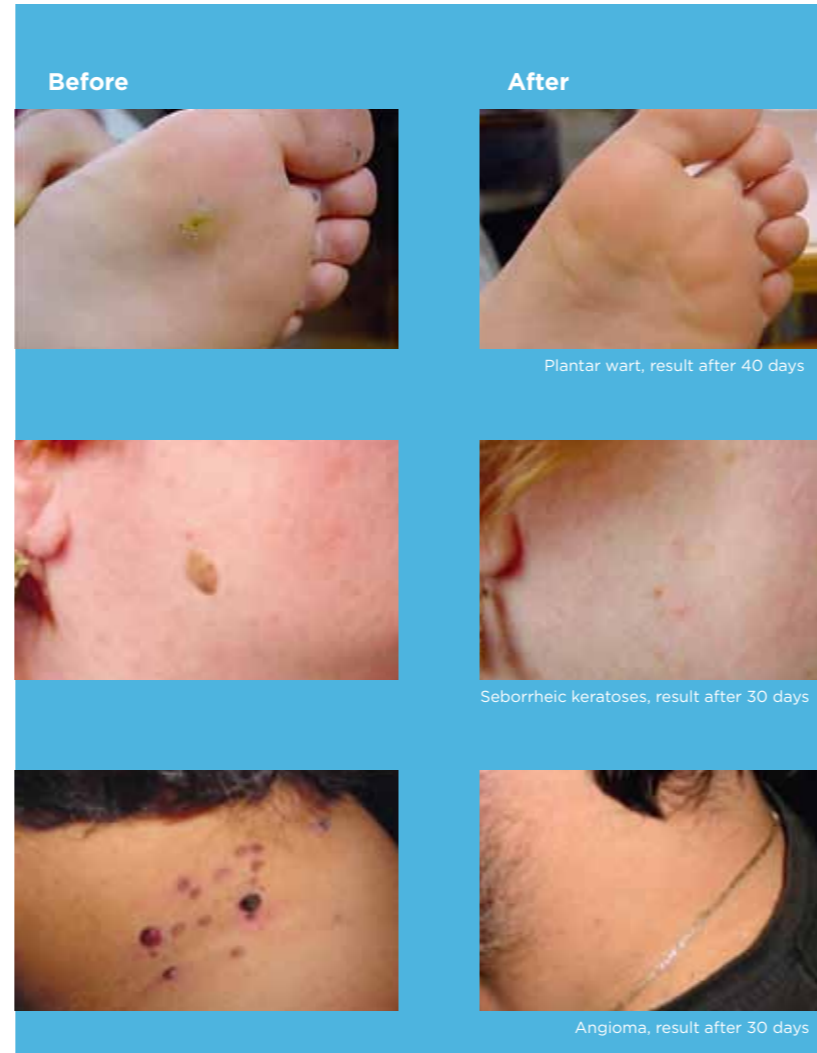 Before
After
Plantar wart, result after 40 days
Seborrheic keratoses, result after 30 days
Angioma, result after 30 days